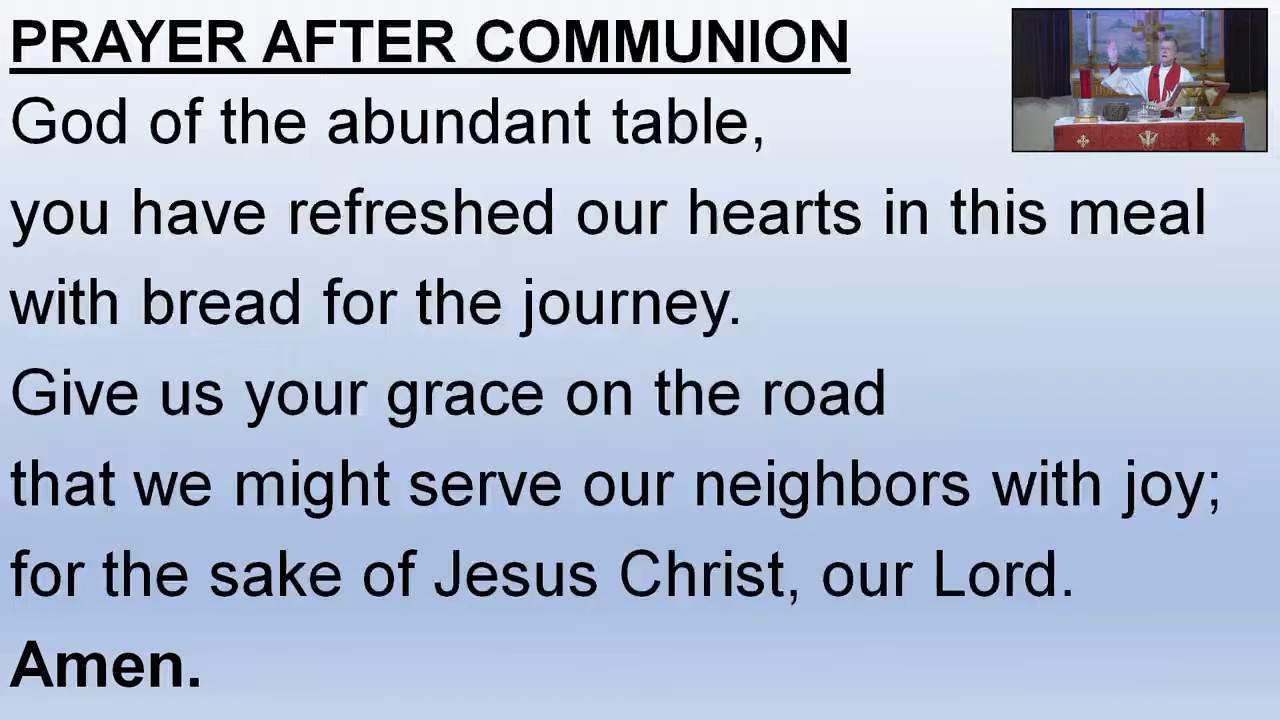 PRAYER AFTER COMMUNION
God of the abundant table,
you have refreshed our hearts in this meal
with bread for the journey.
Give us your grace on the road
that we might serve our neighbors with joy;
for the sake of Jesus Christ, our Lord.
Amen.